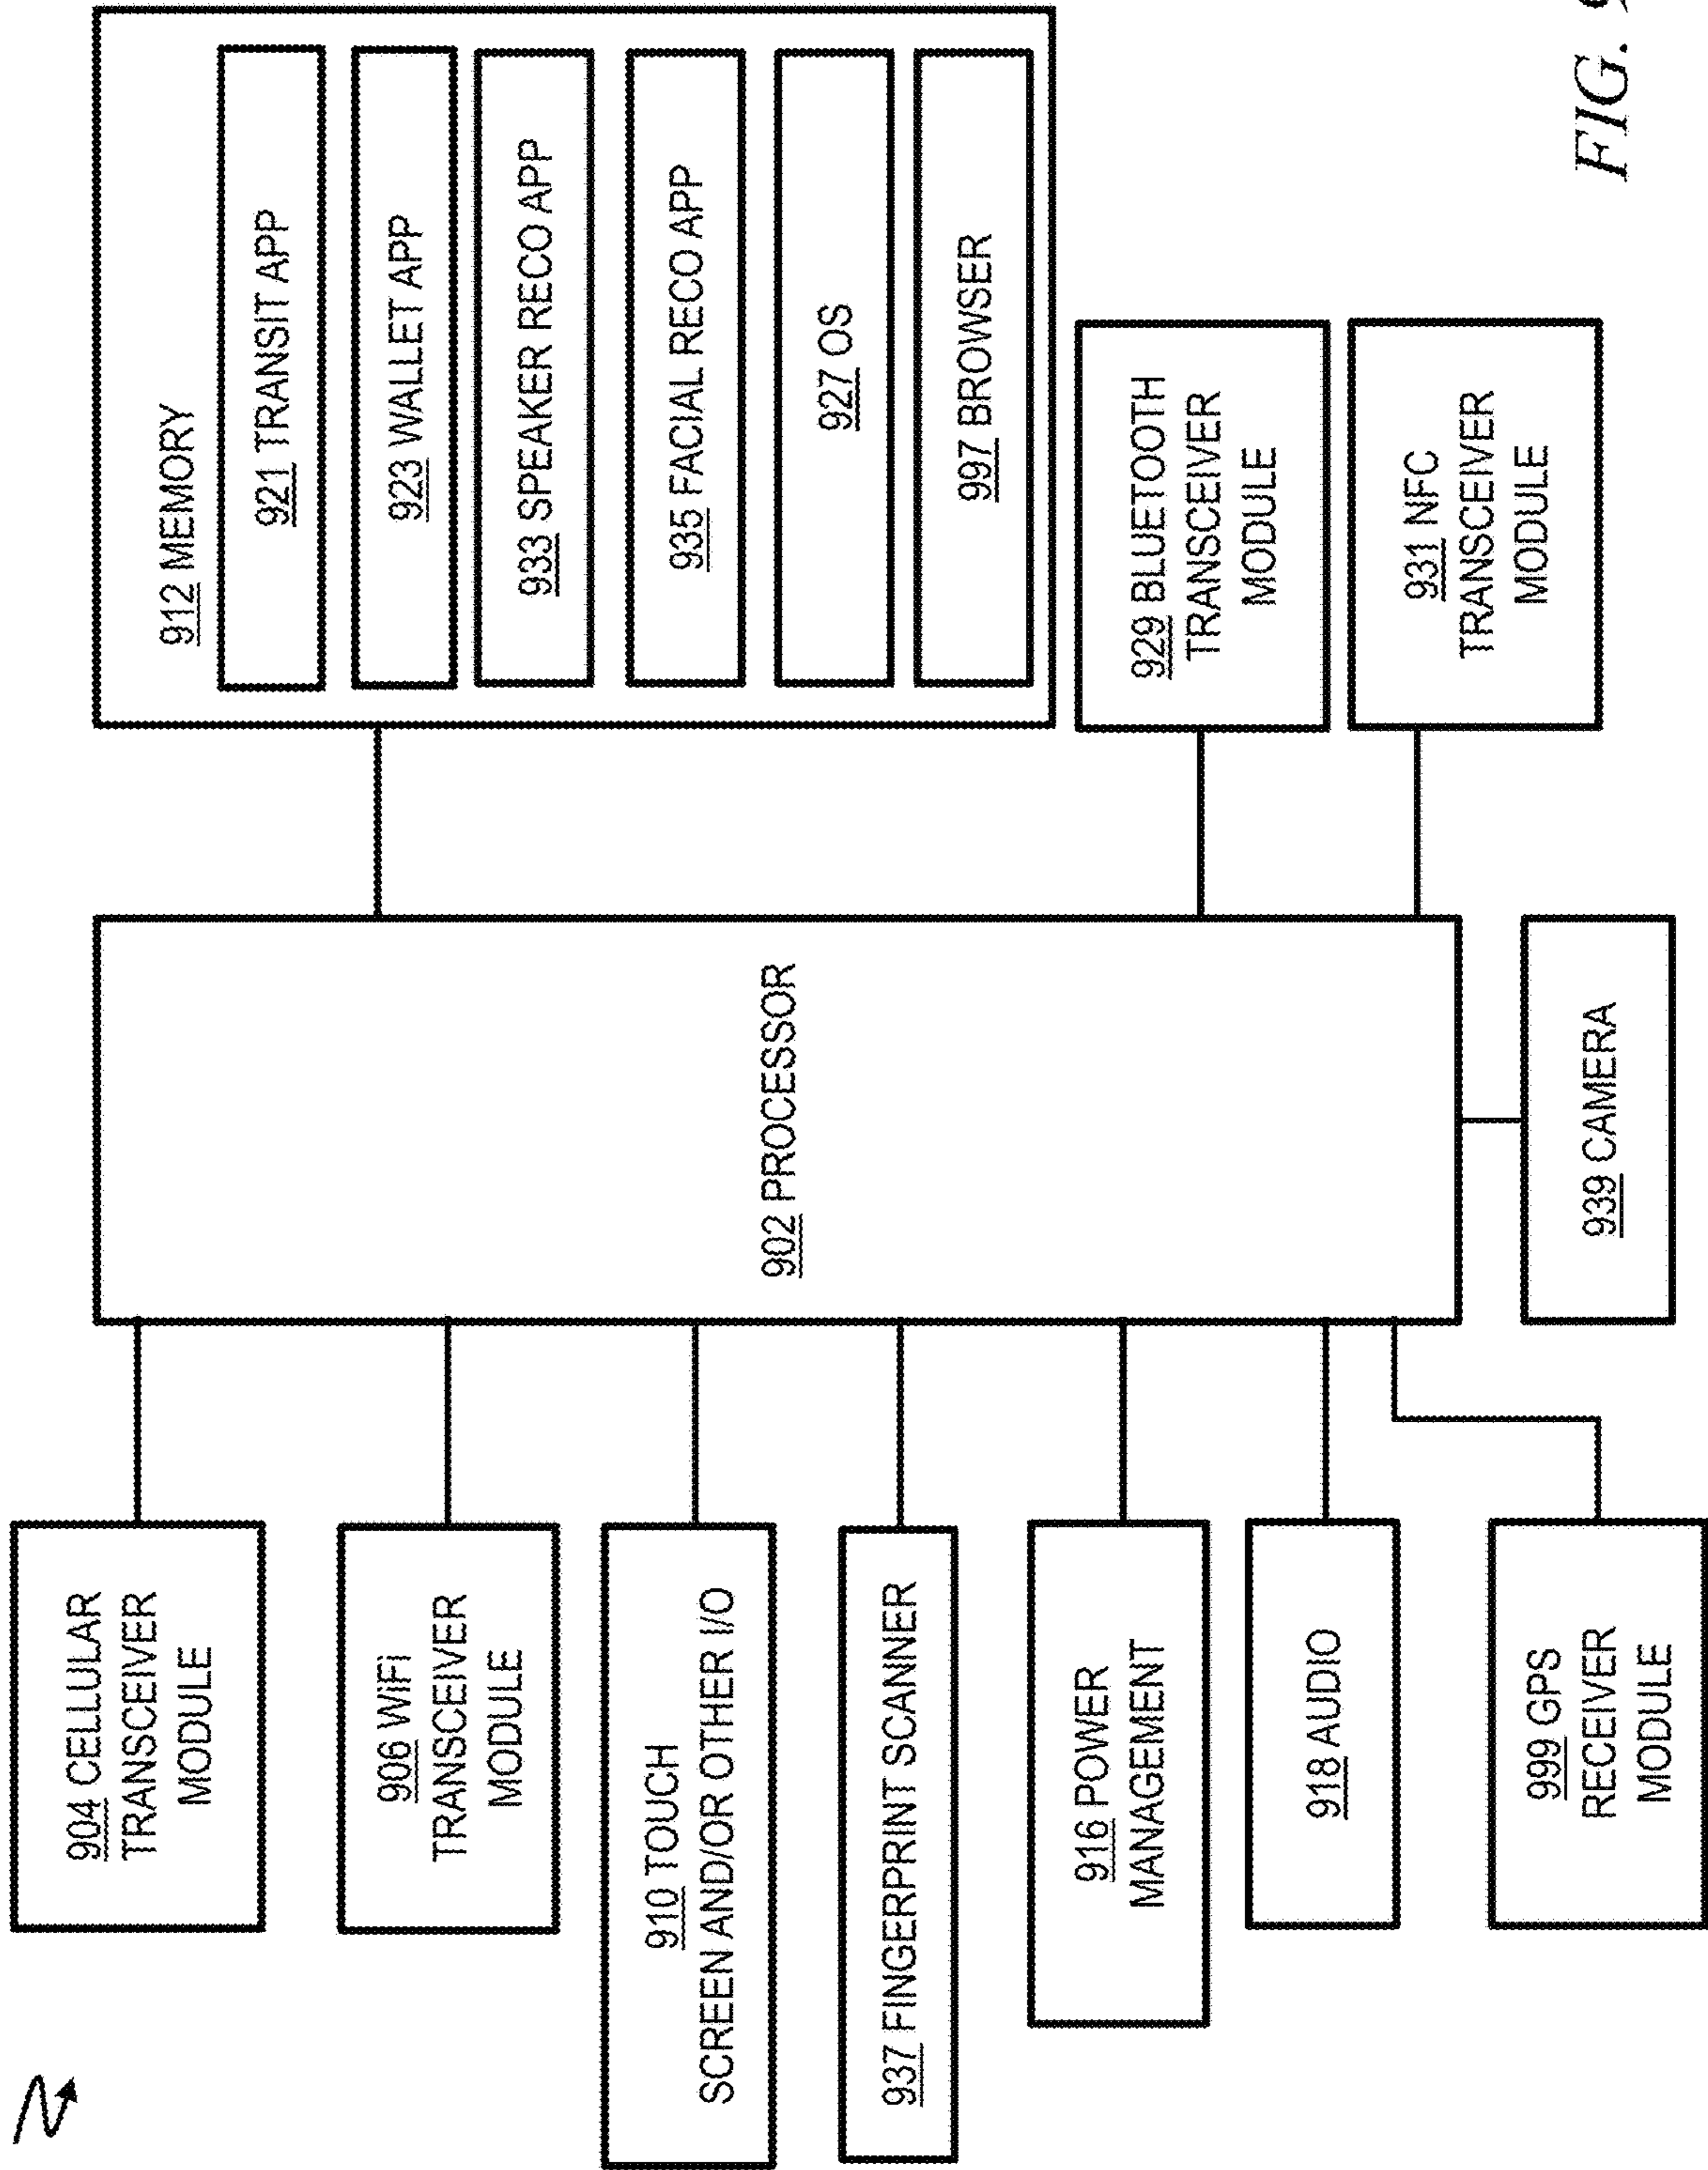 904 CELLULAR
TRANSCEIVER
MODULE
906 WiFi
TRANSCEIVER
MODULE
910 TOUCH
SCREEN AND/OR OTHER I/O
937 FINGERPRINT SCANNER
916 POWER
MANAGEMENT
918 AUDIO
999 GPS
RECEIVER
MODULE
902 PROCESSOR
939 CAMERA
912 MEMORY
921 TRANSIT APP
923 WALLET APP
933 SPEAKER RECO APP
935 FACIAL RECO APP
927 OS
997 BROWSER
929 BLUETOOTH
TRANSCEIVER
MODULE
931 NFC
TRANSCEIVER
MODULE
FIG.